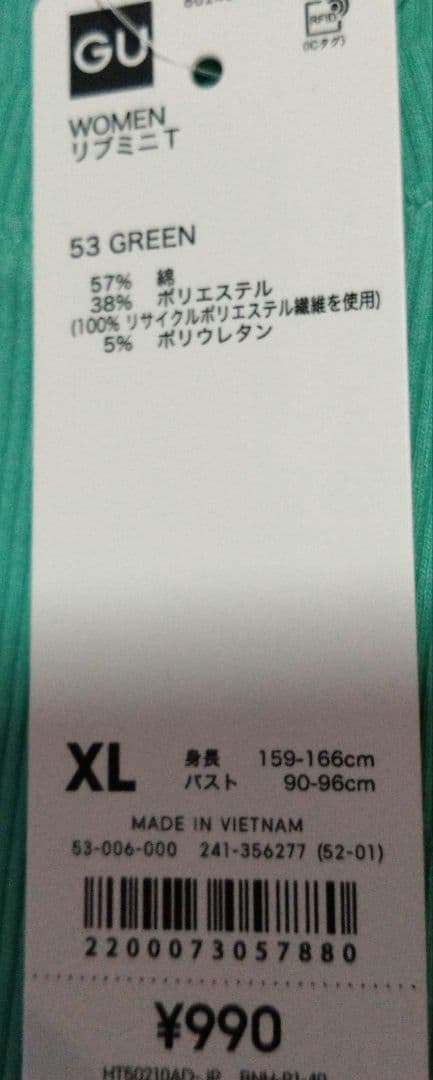 GU
RFID
(ICタグ)
WOMEN
リブミニT
53 GREEN
57% 綿
38% ポリエステル
(100% リサイクルポリエステル繊維を使用)
5% ポリウレタン
XL 身長 159-166cm
バスト 90-96cm
MADE IN VIETNAM
53-006-000 241-356277 (52-01)
2200073057880
¥990